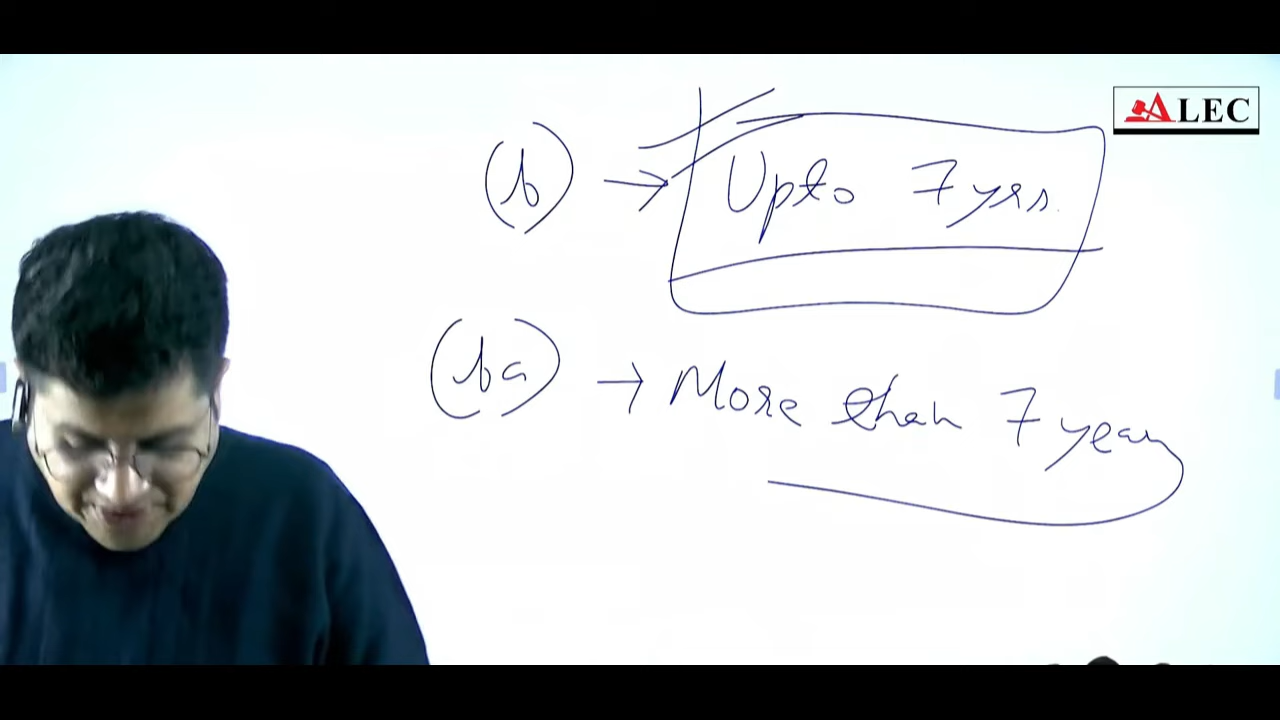 ALEC
(b) → Upto 7 yrs.
(ba) → More than 7 years